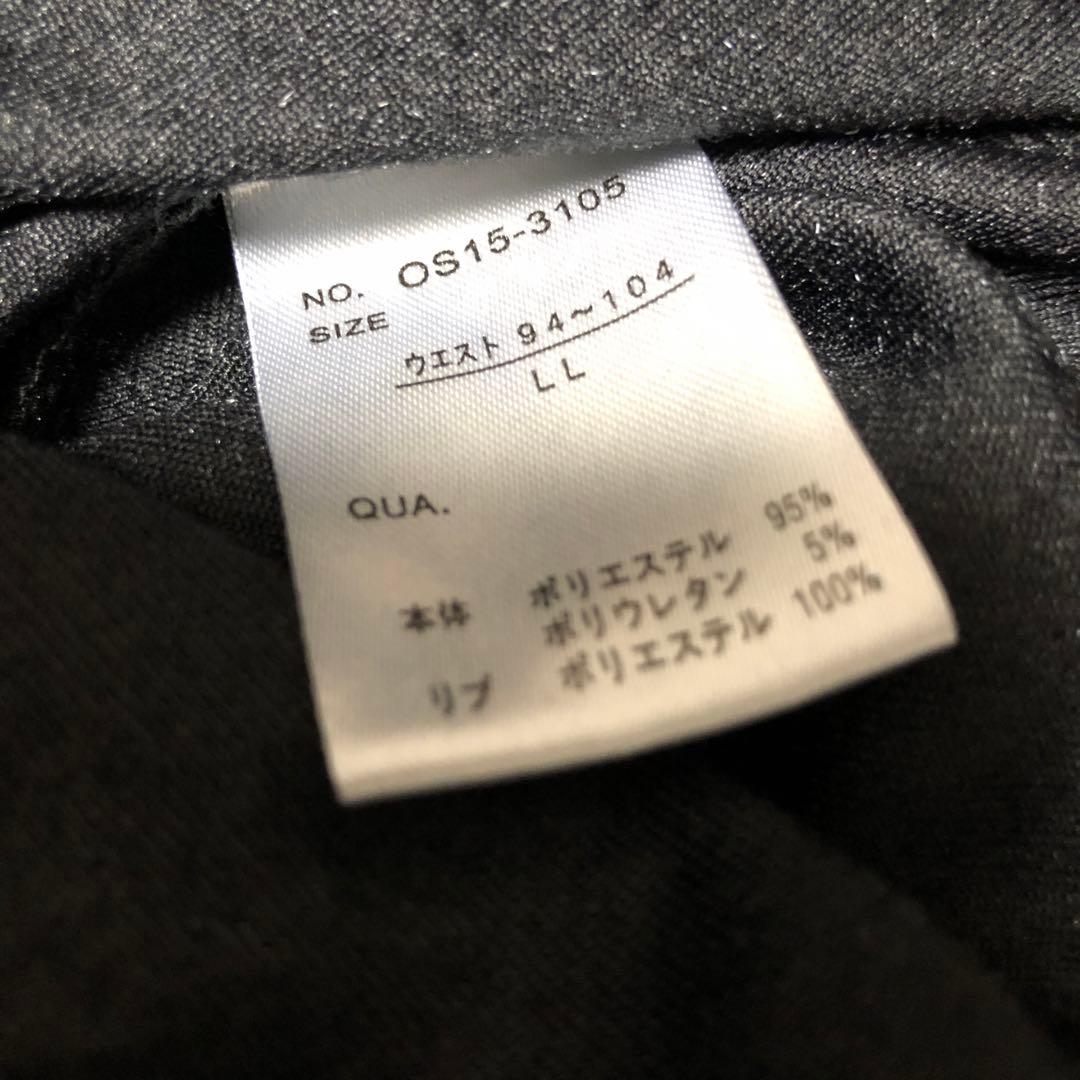 NO. OS15-3105
SIZE
ウエスト 94~104
LL
QUA.
本体 ポリエステル 95%
ポリウレタン 5%
リブ ポリエステル 100%